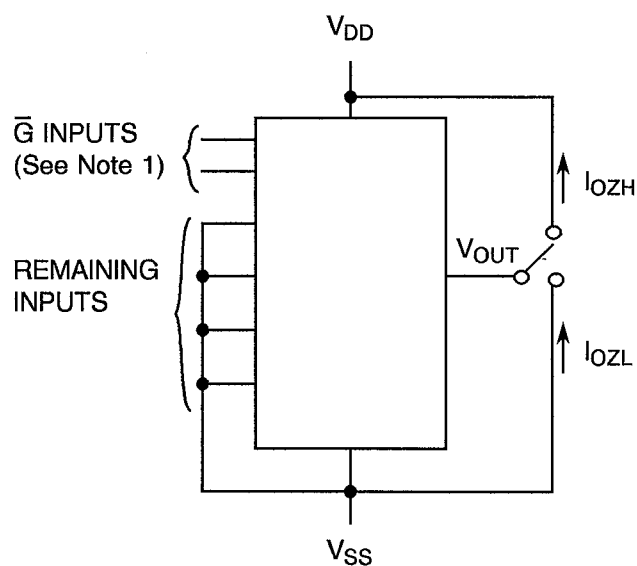 VDD
G̅ INPUTS
(See Note 1)
IOZH
VOUT
REMAINING
INPUTS
IOZL
VSS